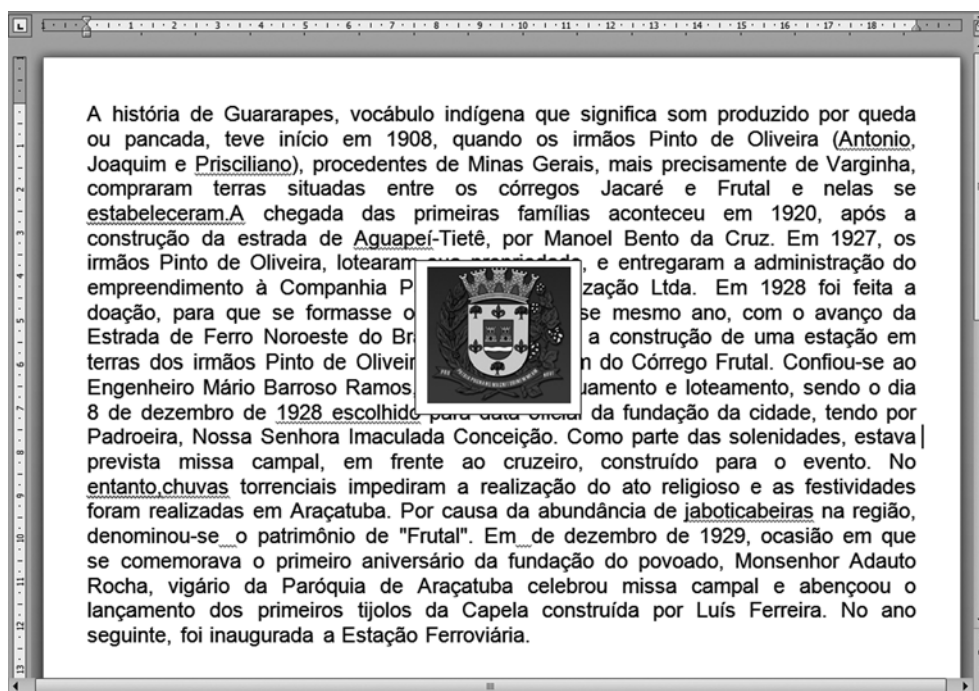 A história de Guararapes, vocábulo indígena que significa som produzido por queda
ou pancada, teve início em 1908, quando os irmãos Pinto de Oliveira (Antonio,
Joaquim e Prisciliano), procedentes de Minas Gerais, mais precisamente de Varginha,
compraram terras situadas entre os córregos Jacaré e Frutal e nelas se
estabeleceram.A chegada das primeiras famílias aconteceu em 1920, após a
construção da estrada de Aguapeí-Tietê, por Manoel Bento da Cruz. Em 1927, os
irmãos Pinto de Oliveira, lotearam sua propriedade, e entregaram a administração do
empreendimento à Companhia P zação Ltda. Em 1928 foi feita a
doação, para que se formasse o se mesmo ano, com o avanço da
Estrada de Ferro Noroeste do Bra a construção de uma estação em
terras dos irmãos Pinto de Oliveir m do Córrego Frutal. Confiou-se ao
Engenheiro Mário Barroso Ramos, uamento e loteamento, sendo o dia
8 de dezembro de 1928 escolhido para data oficial da fundação da cidade, tendo por
Padroeira, Nossa Senhora Imaculada Conceição. Como parte das solenidades, estava
prevista missa campal, em frente ao cruzeiro, construído para o evento. No
entanto,chuvas torrenciais impediram a realização do ato religioso e as festividades
foram realizadas em Araçatuba. Por causa da abundância de jaboticabeiras na região,
denominou-se o patrimônio de "Frutal". Em de dezembro de 1929, ocasião em que
se comemorava o primeiro aniversário da fundação do povoado, Monsenhor Adauto
Rocha, vigário da Paróquia de Araçatuba celebrou missa campal e abençoou o
lançamento dos primeiros tijolos da Capela construída por Luís Ferreira. No ano
seguinte, foi inaugurada a Estação Ferroviária.